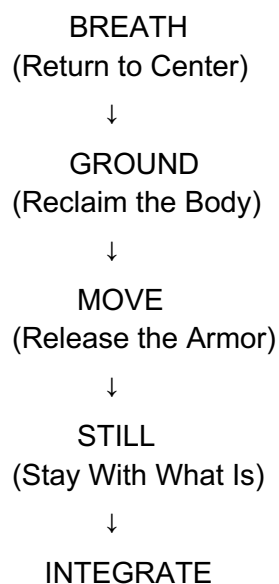 BREATH
(Return to Center)
↓
GROUND
(Reclaim the Body)
↓
MOVE
(Release the Armor)
↓
STILL
(Stay With What Is)
↓
INTEGRATE